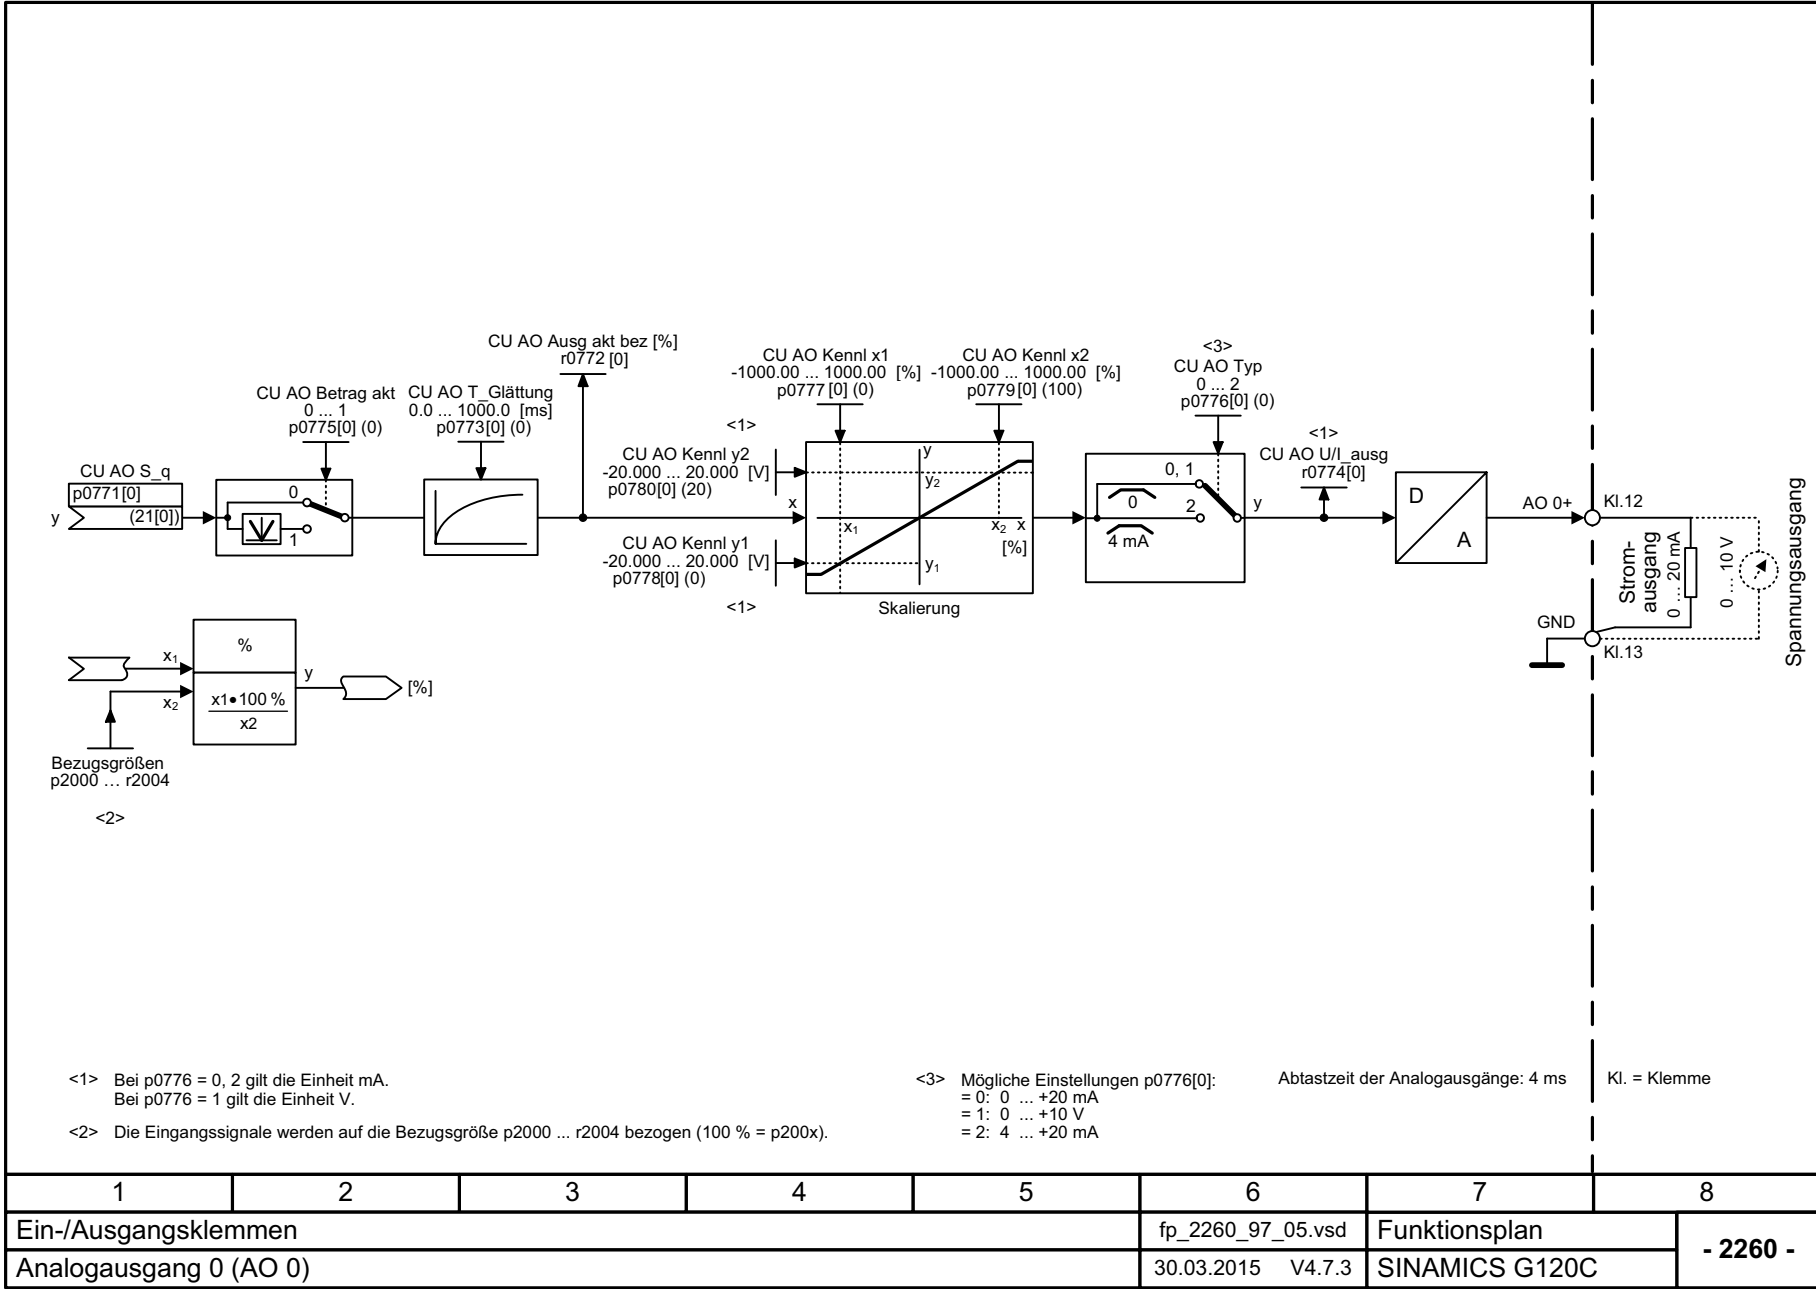 CU AO S_q
p0771[0]
(21[0])
y
CU AO Betrag akt
0 ... 1
p0775[0] (0)
0
1
CU AO T_Glättung
0.0 ... 1000.0 [ms]
p0773[0] (0)
CU AO Ausg akt bez [%]
r0772 [0]
CU AO Kennl x1
-1000.00 ... 1000.00 [%]
p0777[0] (0)
CU AO Kennl x2
-1000.00 ... 1000.00 [%]
p0779[0] (100)
<1>
CU AO Kennl y2
-20.000 ... 20.000 [V]
p0780[0] (20)
x
CU AO Kennl y1
-20.000 ... 20.000 [V]
p0778[0] (0)
<1>
y
y2
x1
x2
x
[%]
y1
Skalierung
<3>
CU AO Typ
0 ... 2
p0776[0] (0)
0, 1
0
2
4 mA
y
<1>
CU AO U/I_ausg
r0774[0]
D
A
AO 0+
Kl.12
GND
Kl.13
Strom-
ausgang
0 ... 20 mA
0 ... 10 V
Spannungsausgang
x1
x2
%
x1•100 %
x2
y
[%]
Bezugsgrößen
p2000 ... r2004
<2>
<1> Bei p0776 = 0, 2 gilt die Einheit mA.
Bei p0776 = 1 gilt die Einheit V.
<2> Die Eingangssignale werden auf die Bezugsgröße p2000 ... r2004 bezogen (100 % = p200x).
<3> Mögliche Einstellungen p0776[0]:
= 0: 0 ... +20 mA
= 1: 0 ... +10 V
= 2: 4 ... +20 mA
Abtastzeit der Analogausgänge: 4 ms
Kl. = Klemme
1 2 3 4 5 6 7 8
Ein-/Ausgangsklemmen
fp_2260_97_05.vsd
Funktionsplan
- 2260 -
Analogausgang 0 (AO 0)
30.03.2015 V4.7.3
SINAMICS G120C